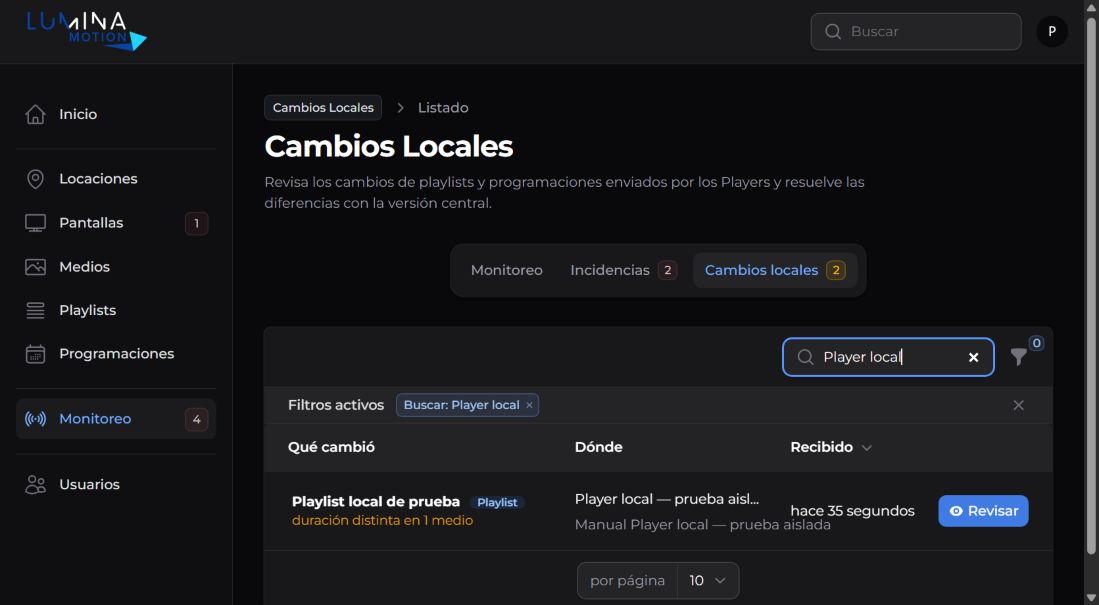 LUMINA
MOTION
Buscar
P
Inicio
Locaciones
Pantallas 1
Medios
Playlists
Programaciones
Monitoreo 4
Usuarios
Cambios Locales > Listado
Cambios Locales
Revisa los cambios de playlists y programaciones enviados por los Players y resuelve las
diferencias con la versión central.
Monitoreo Incidencias 2 Cambios locales 2
Player local × 0
Filtros activos Buscar: Player local × ×
Qué cambió Dónde Recibido
Playlist local de prueba Playlist
duración distinta en 1 medio
Player local — prueba aisl...
Manual Player local — prueba aislada
hace 35 segundos
Revisar
por página 10